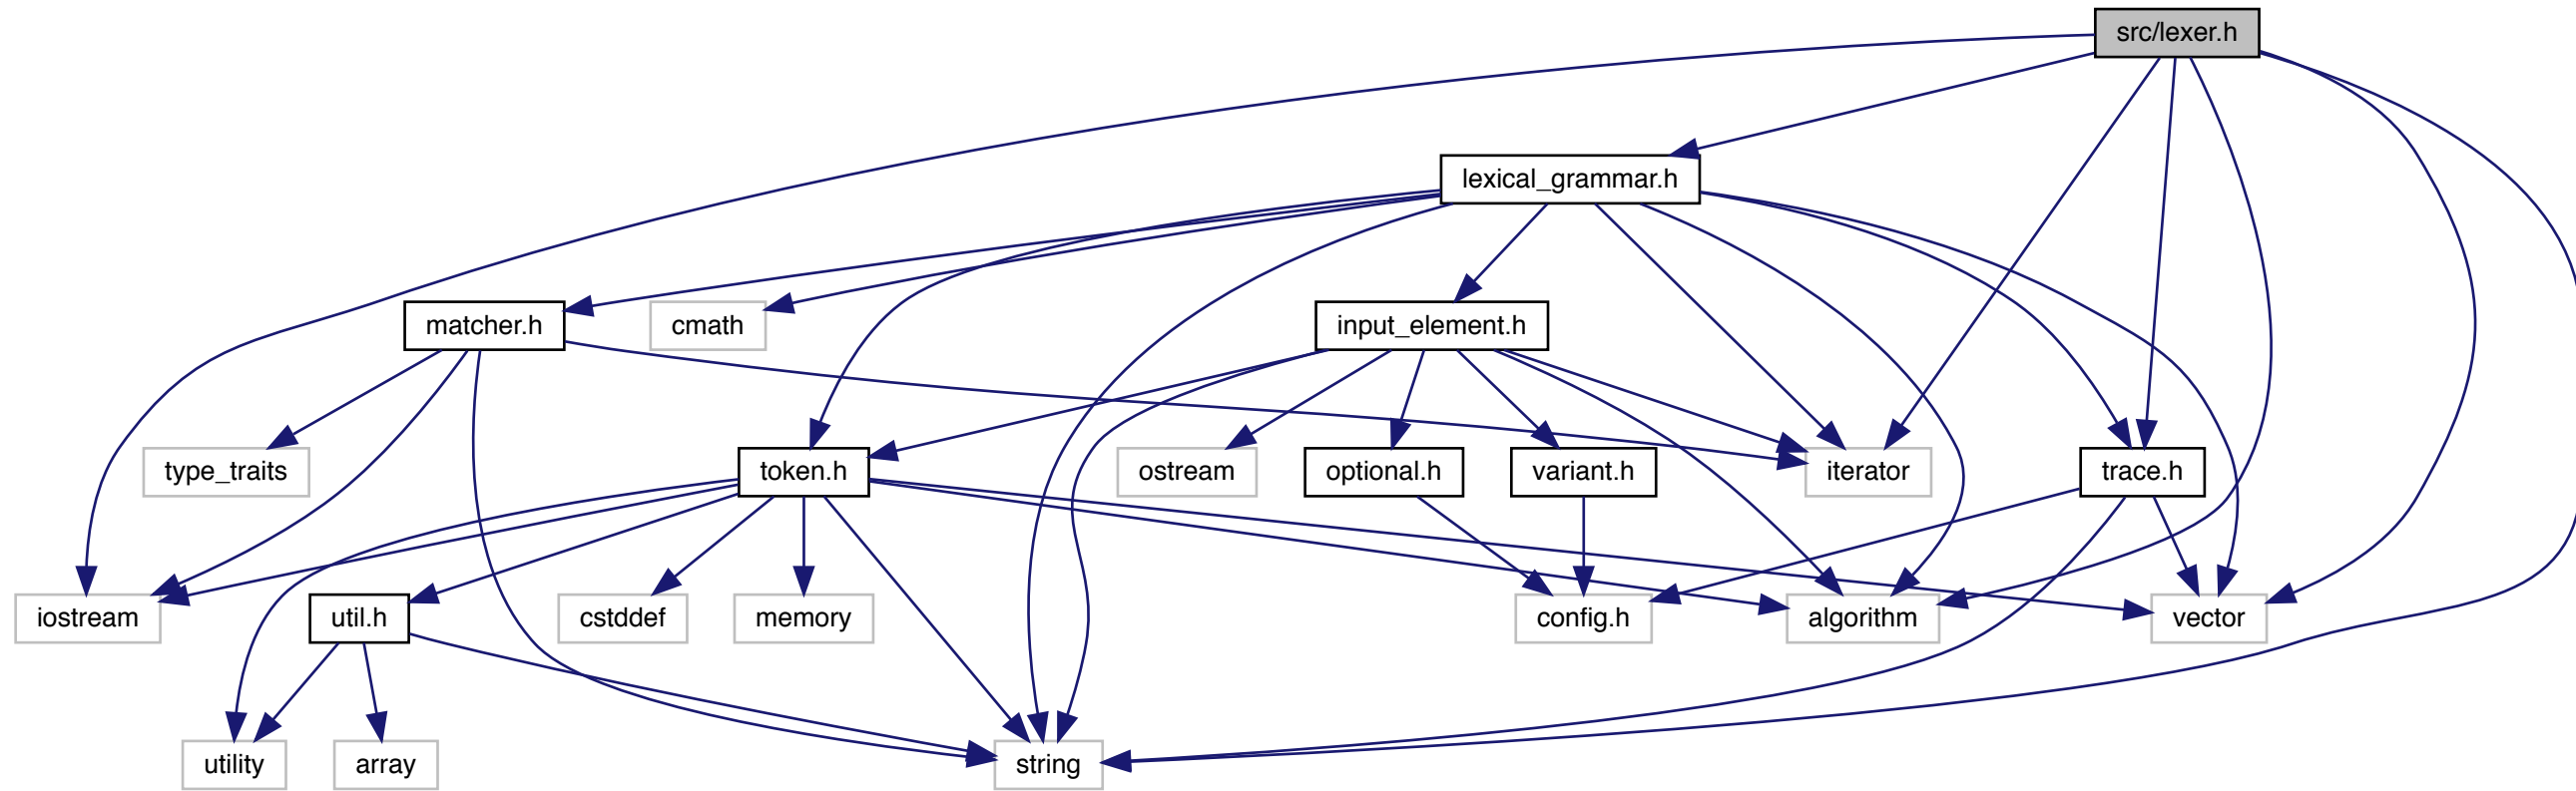 src/lexer.h
lexical_grammar.h
matcher.h
cmath
input_element.h
type_traits
token.h
ostream
optional.h
variant.h
iterator
trace.h
iostream
util.h
cstddef
memory
config.h
algorithm
vector
utility
array
string